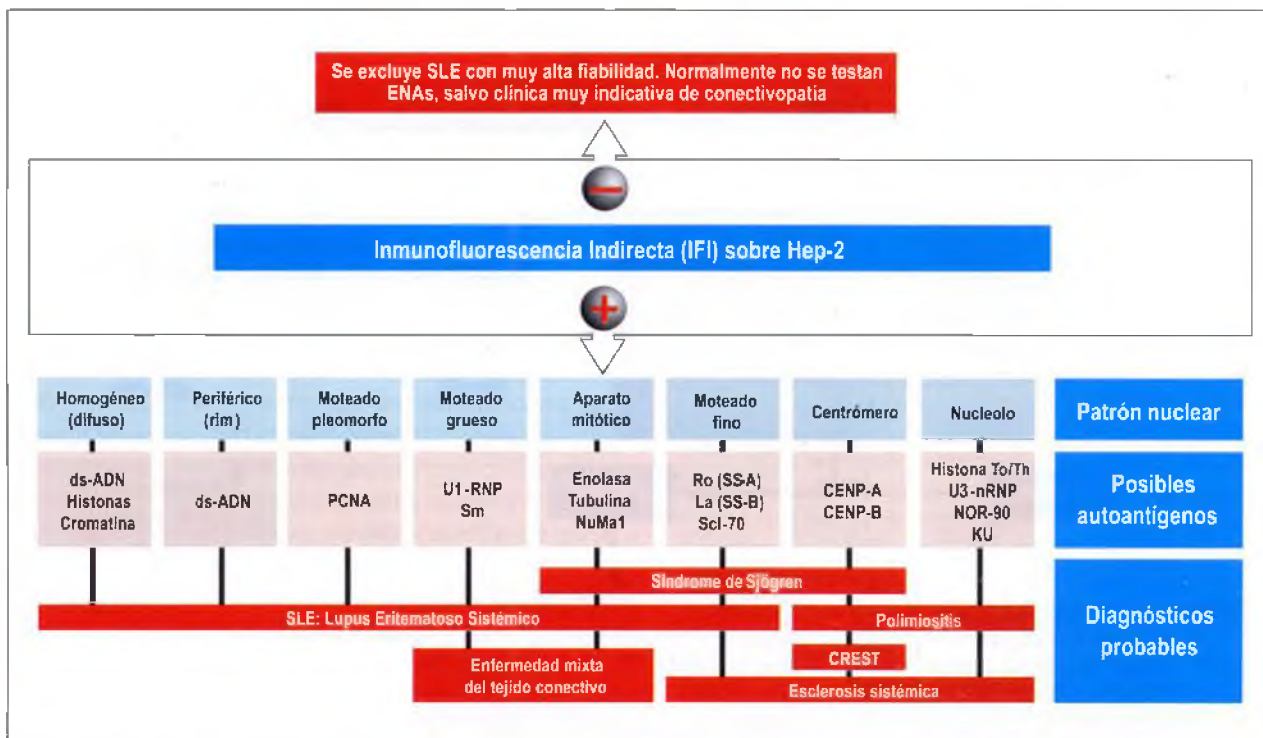 Se excluye SLE con muy alta fiabilidad. Normalmente no se testan
ENAs, salvo clínica muy indicativa de conectivopatía
Inmunofluorescencia Indirecta (IFI) sobre Hep-2
Homogéneo
(difuso)
Periférico
(rim)
Moteado
pleomorfo
Moteado
grueso
Aparato
mitótico
Moteado
fino
Centrómero
Nucleolo
Patrón nuclear
ds-ADN
Histonas
Cromatina
ds-ADN
PCNA
U1-RNP
Sm
Enolasa
Tubulina
NuMa1
Ro (SS-A)
La (SS-B)
Scl-70
CENP-A
CENP-B
Histona To/Th
U3-nRNP
NOR-90
KU
Posibles
autoantígenos
Síndrome de Sjögren
SLE: Lupus Eritematoso Sistémico
Polimiositis
Enfermedad mixta
del tejido conectivo
CREST
Esclerosis sistémica
Diagnósticos
probables